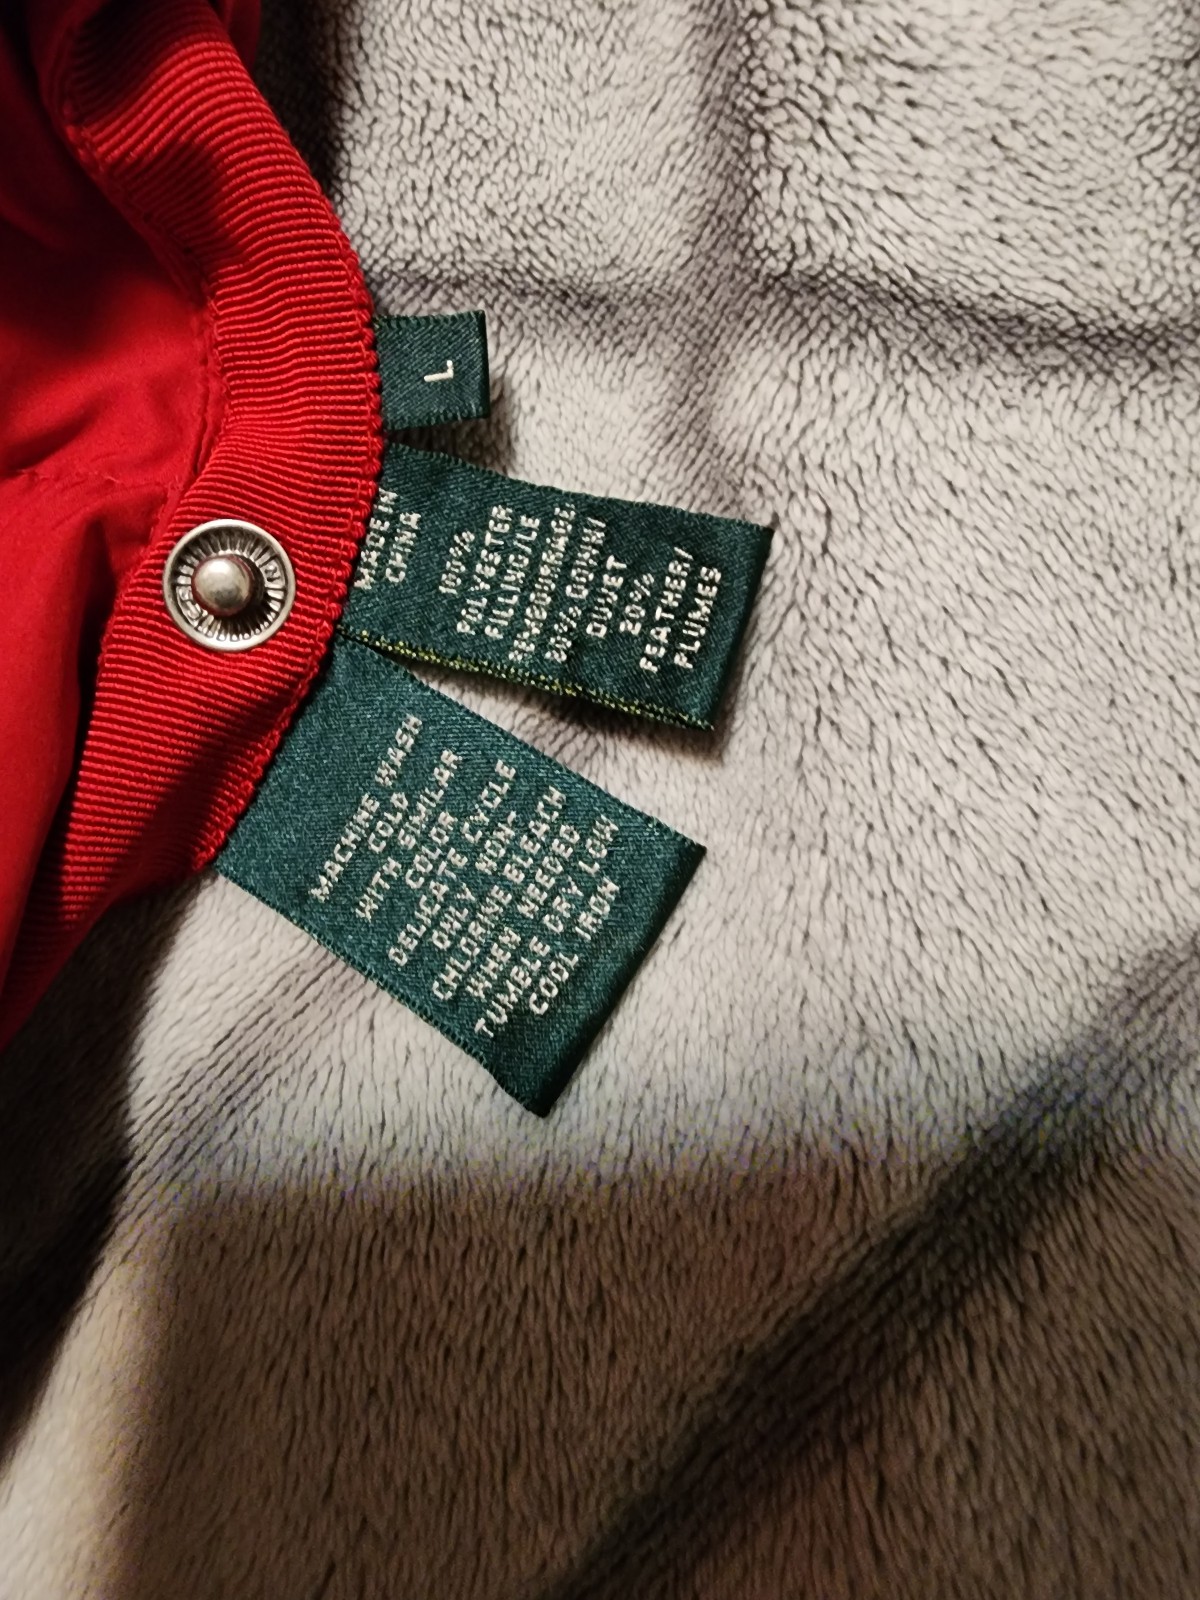 L
MADE IN
CHINA
100%
POLYESTER
FILLING/LE
REMBOURRAGE
80% DOWN/
DUVET
20%
FEATHER/
PLUMES
MACHINE WASH
COLD
WITH SIMILAR
COLOR
DELICATE CYCLE
ONLY NON-
CHLORINE BLEATH
WHEN NEEDED
TUMBLE DRY LOW
COOL IRON